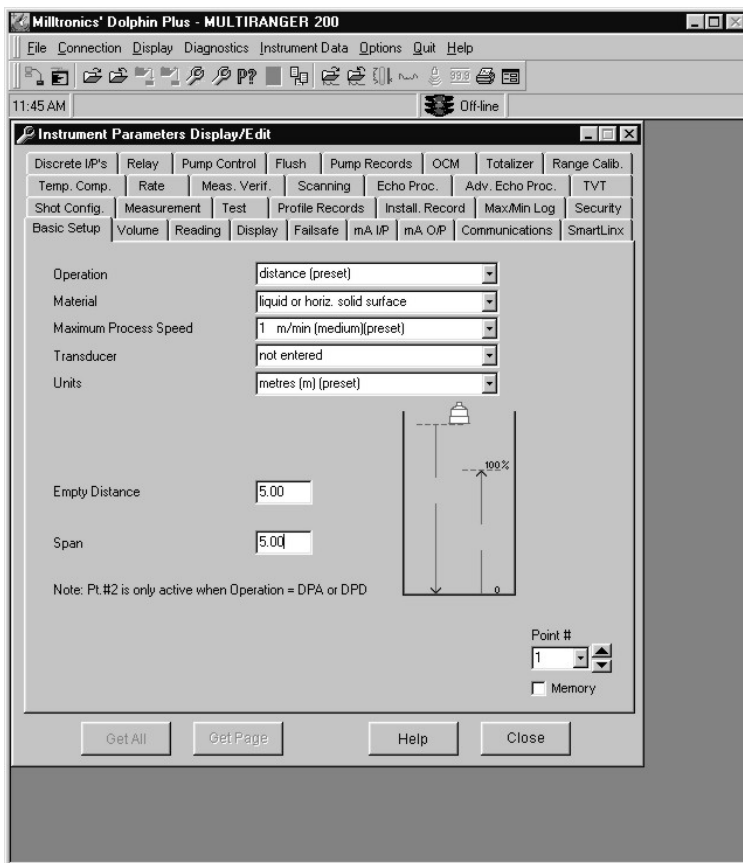 Milltronics' Dolphin Plus - MULTIRANGER 200
File Connection Display Diagnostics Instrument Data Options Quit Help
P? 99.9
11:45 AM Off-line
Instrument Parameters Display/Edit
Discrete I/P's Relay Pump Control Flush Pump Records OCM Totalizer Range Calib.
Temp. Comp. Rate Meas. Verif. Scanning Echo Proc. Adv. Echo Proc. TVT
Shot Config. Measurement Test Profile Records Install. Record Max/Min Log Security
Basic Setup Volume Reading Display Failsafe mA I/P mA O/P Communications SmartLinx
Operation distance (preset)
Material liquid or horiz. solid surface
Maximum Process Speed 1 m/min (medium)(preset)
Transducer not entered
Units metres (m) (preset)
100%
Empty Distance 5.00
Span 5.00
0
Note: Pt.#2 is only active when Operation = DPA or DPD
Point #
1
Memory
Get All Get Page Help Close